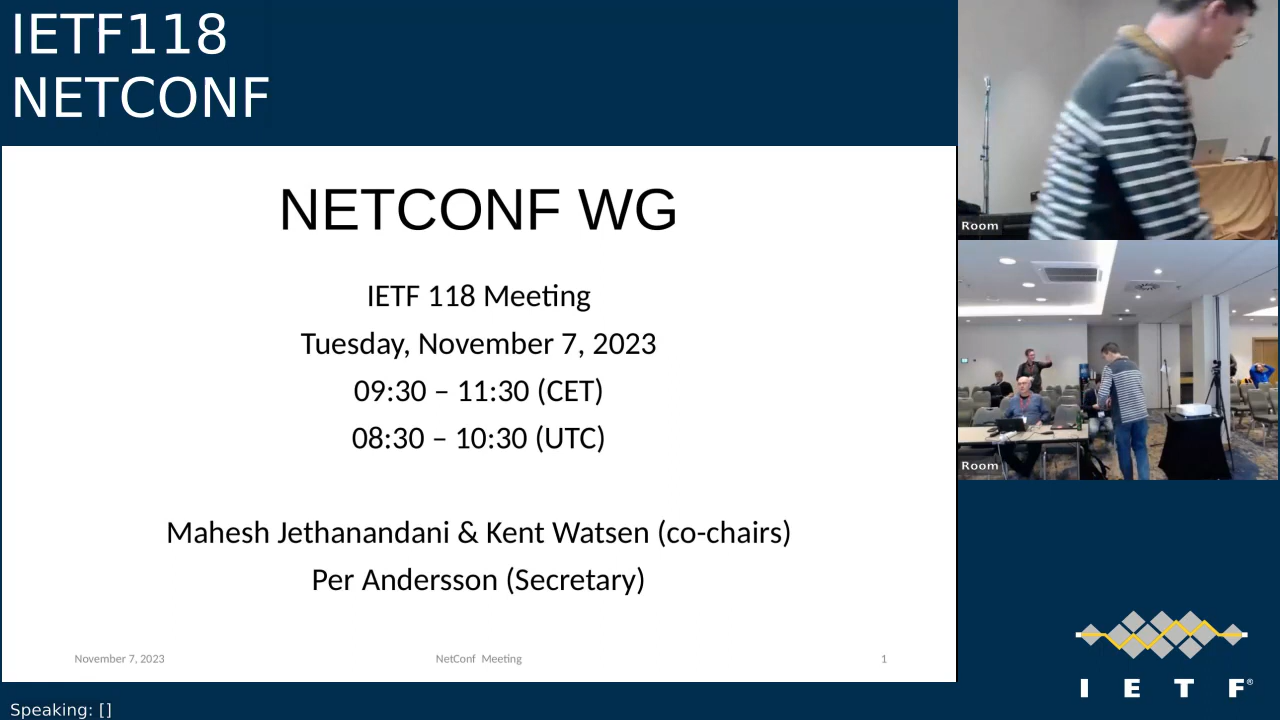 IETF118
NETCONF
NETCONF WG
IETF 118 Meeting
Tuesday, November 7, 2023
09:30 – 11:30 (CET)
08:30 – 10:30 (UTC)
Mahesh Jethanandani & Kent Watsen (co-chairs)
Per Andersson (Secretary)
November 7, 2023
NetConf Meeting
1
Room
Room
I E T F®
Speaking: []